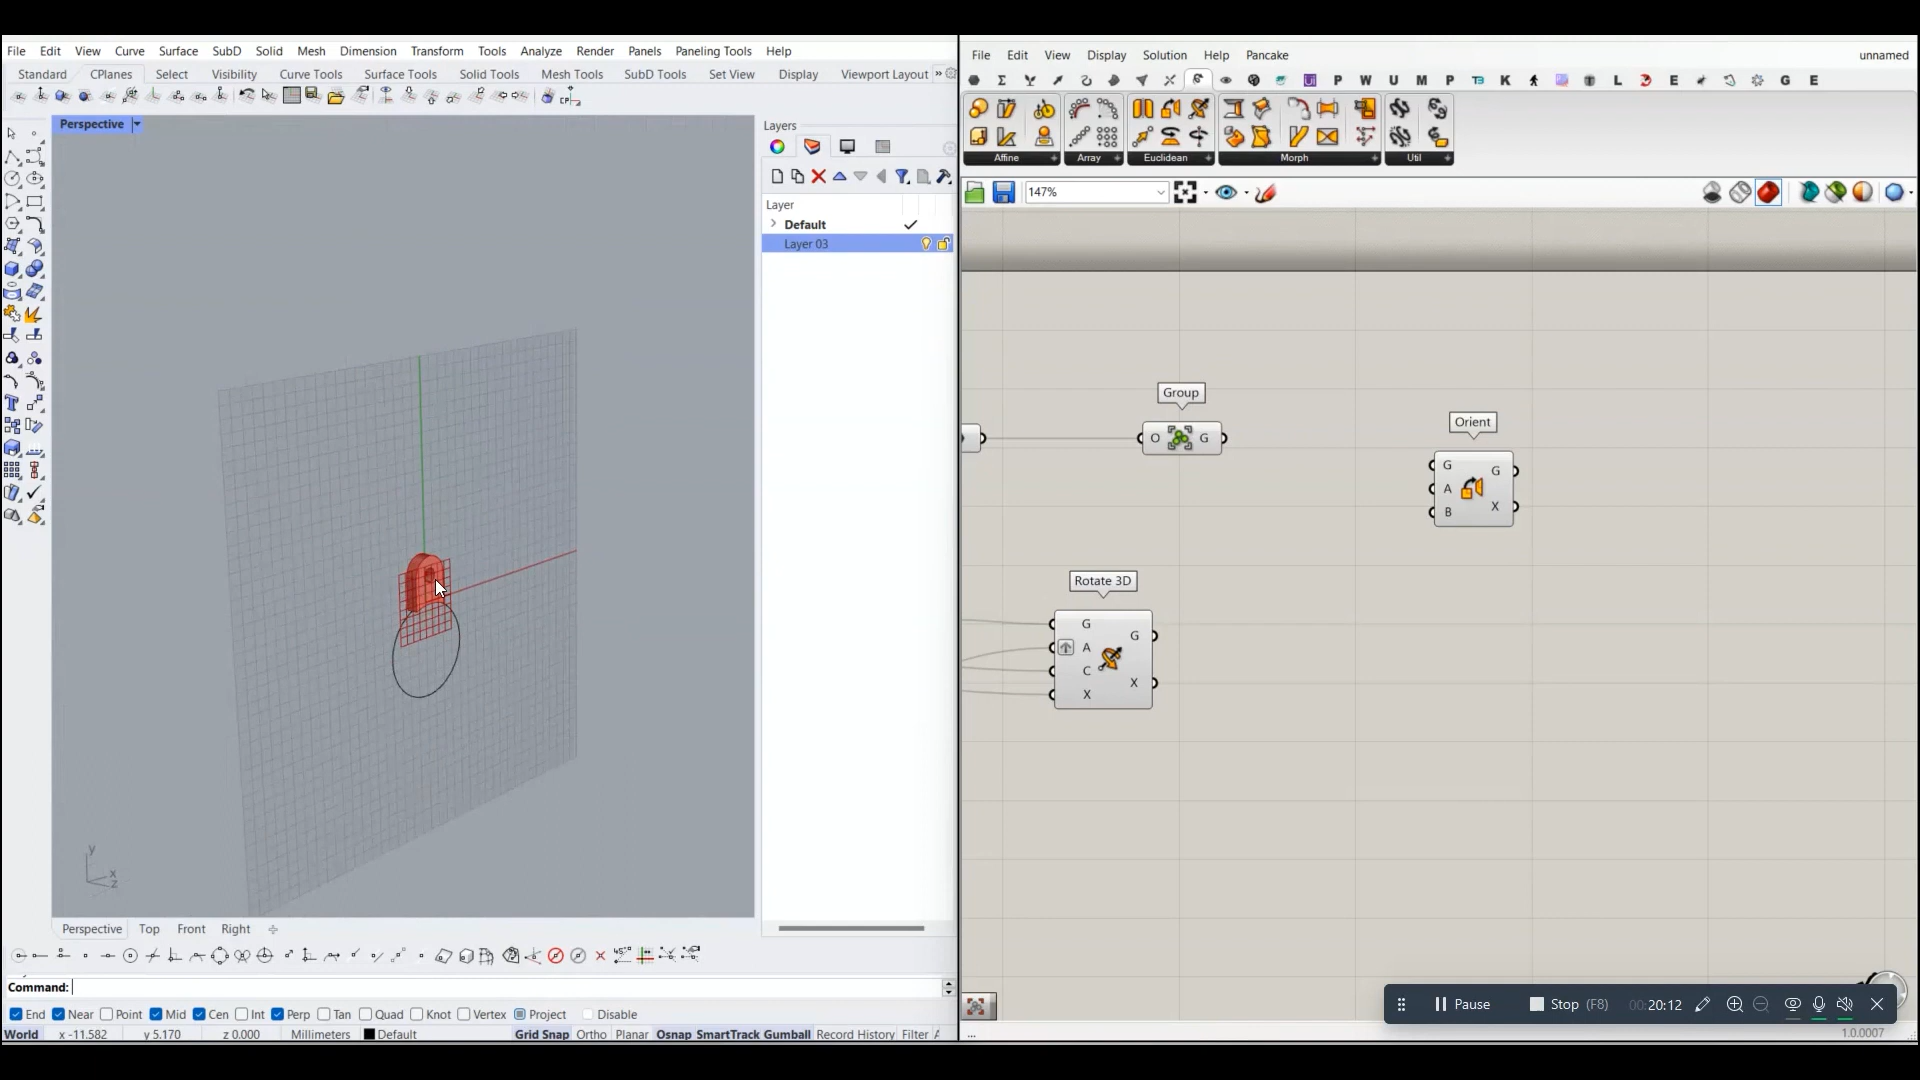 File Edit View Curve Surface SubD Solid Mesh Dimension Transform Tools Analyze Render Panels Paneling Tools Help
Standard CPlanes Select Visibility Curve Tools Surface Tools Solid Tools Mesh Tools SubD Tools Set View Display Viewport Layout »
Perspective
y
x
z
Perspective Top Front Right
Command:
End Near Point Mid Cen Int Perp Tan Quad Knot Vertex Project Disable
World x -11.582 y 5.170 z 0.000 Millimeters Default Grid Snap Ortho Planar Osnap SmartTrack Gumball Record History Filter
Layers
Layer
Default
Layer 03
File Edit View Display Solution Help Pancake unnamed
P W U M P K E L G E
Affine Array Euclidean Morph Util
147%
Group
O G
Orient
G G
A
X
B
Rotate 3D
G
G
A
C
X
X
Pause Stop (F8) 00:20:12
...
1.0.0007